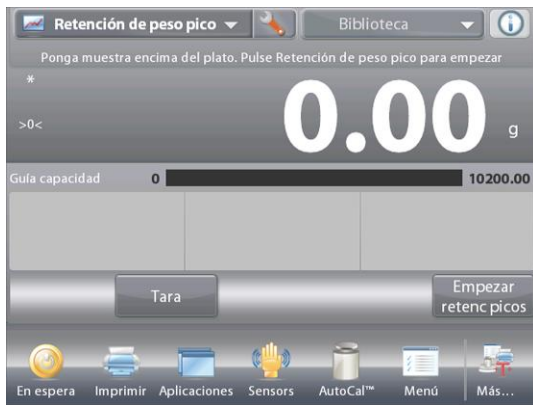 Retención de peso pico
Biblioteca
Ponga muestra encima del plato. Pulse Retención de peso pico para empezar
*
>0<
0.00 g
Guía capacidad 0 10200.00
Tara
Empezar
retenc picos
En espera Imprimir Aplicaciones Sensors AutoCal™ Menú Más...